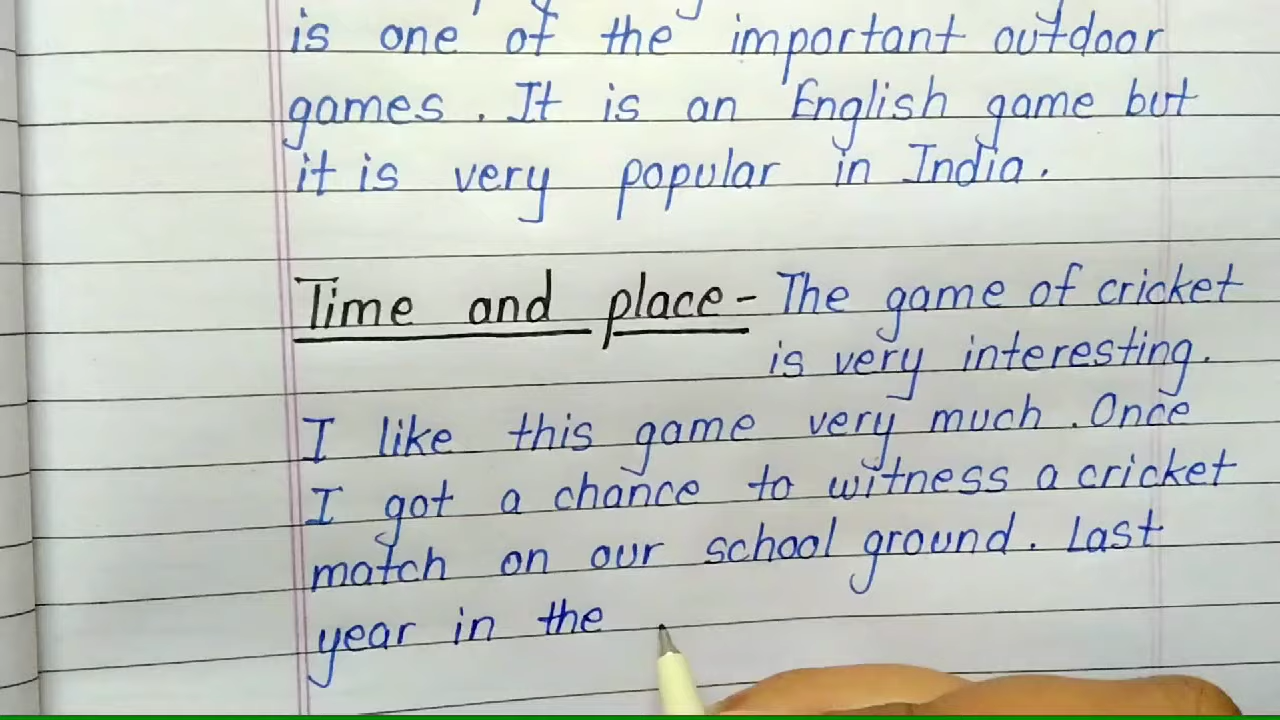 is one of the important outdoor
games. It is an English game but
it is very popular in India.
Time and place - The game of cricket
is very interesting.
I like this game very much. Once
I got a chance to witness a cricket
match on our school ground. Last
year in the